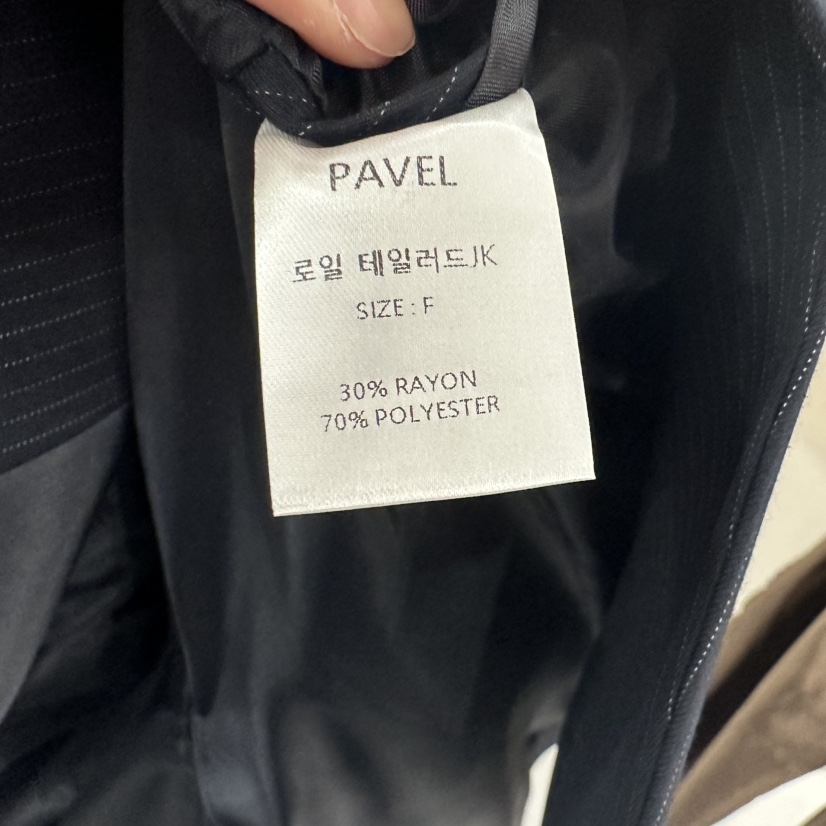 PAVEL
로일 테일러드JK
SIZE : F
30% RAYON
70% POLYESTER